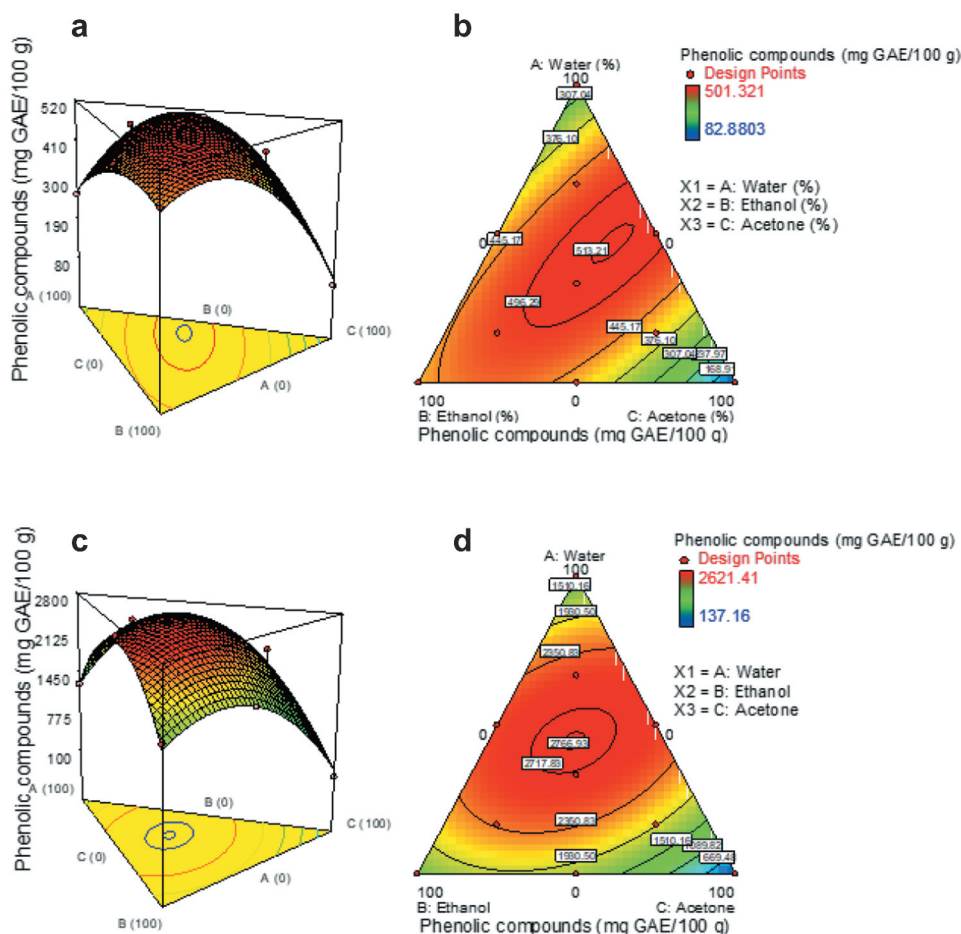 a
Phenolic compounds (mg GAE/100 g)
520
410
300
190
80
A (100)
B (0)
C (100)
C (0)
A (0)
B (100)
b
A: Water (%)
100
307.04
376.10
0
445.17
513.21
0
496.29
445.17
376.10
307.04
168.91
100
0
100
B: Ethanol (%)
C: Acetone (%)
Phenolic compounds (mg GAE/100 g)
Phenolic compounds (mg GAE/100 g)
Design Points
501.321
82.8803
X1 = A: Water (%)
X2 = B: Ethanol (%)
X3 = C: Acetone (%)
c
Phenolic compounds (mg GAE/100 g)
2800
2125
1450
775
100
A (100)
B (0)
C (100)
C (0)
A (0)
B (100)
d
A: Water
100
1510.16
1930.50
2350.83
0
0
2766.93
2717.83
2350.83
1930.50
1510.16
669.48
100
0
100
B: Ethanol
C: Acetone
Phenolic compounds (mg GAE/100 g)
Phenolic compounds (mg GAE/100 g)
Design Points
2621.41
137.16
X1 = A: Water
X2 = B: Ethanol
X3 = C: Acetone